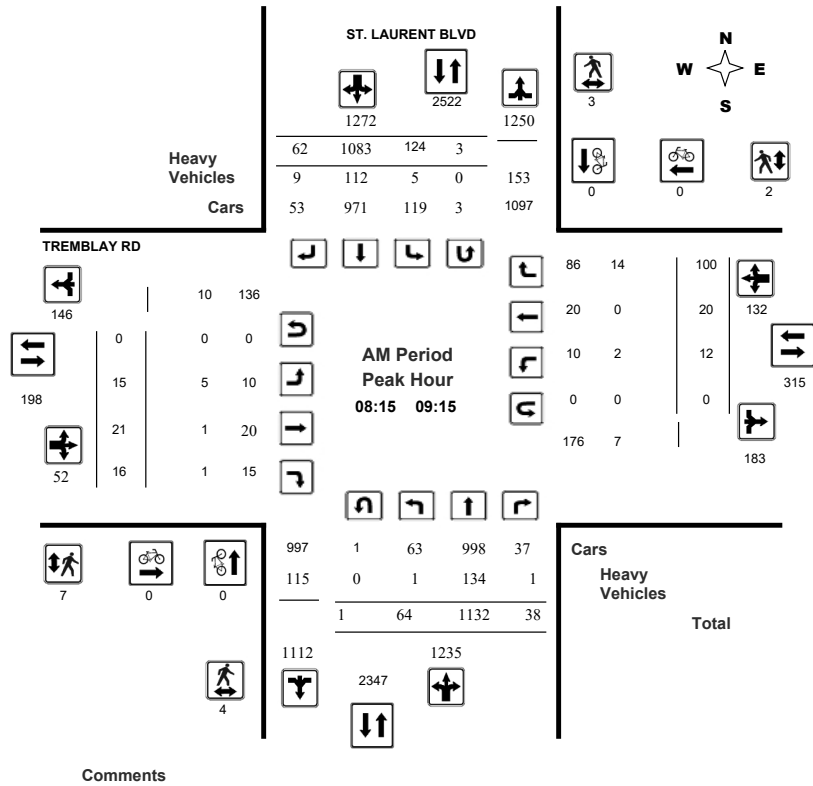 ST. LAURENT BLVD
N
W E
S
2522
3
1272 1250
62 1083 124 3
Heavy
Vehicles
9 112 5 0 153
0 0 2
Cars 53 971 119 3 1097
TREMBLAY RD
86 14 100
10 136
146
20 0 20 132
0 0 0
AM Period
Peak Hour
08:15 09:15
10 2 12
15 5 10
315
198
0 0 0
21 1 20
176 7
183
52
16 1 15
997 1 63 998 37 Cars
115 0 1 134 1 Heavy
Vehicles
7 0 0
1 64 1132 38 Total
1112 1235
2347
4
Comments